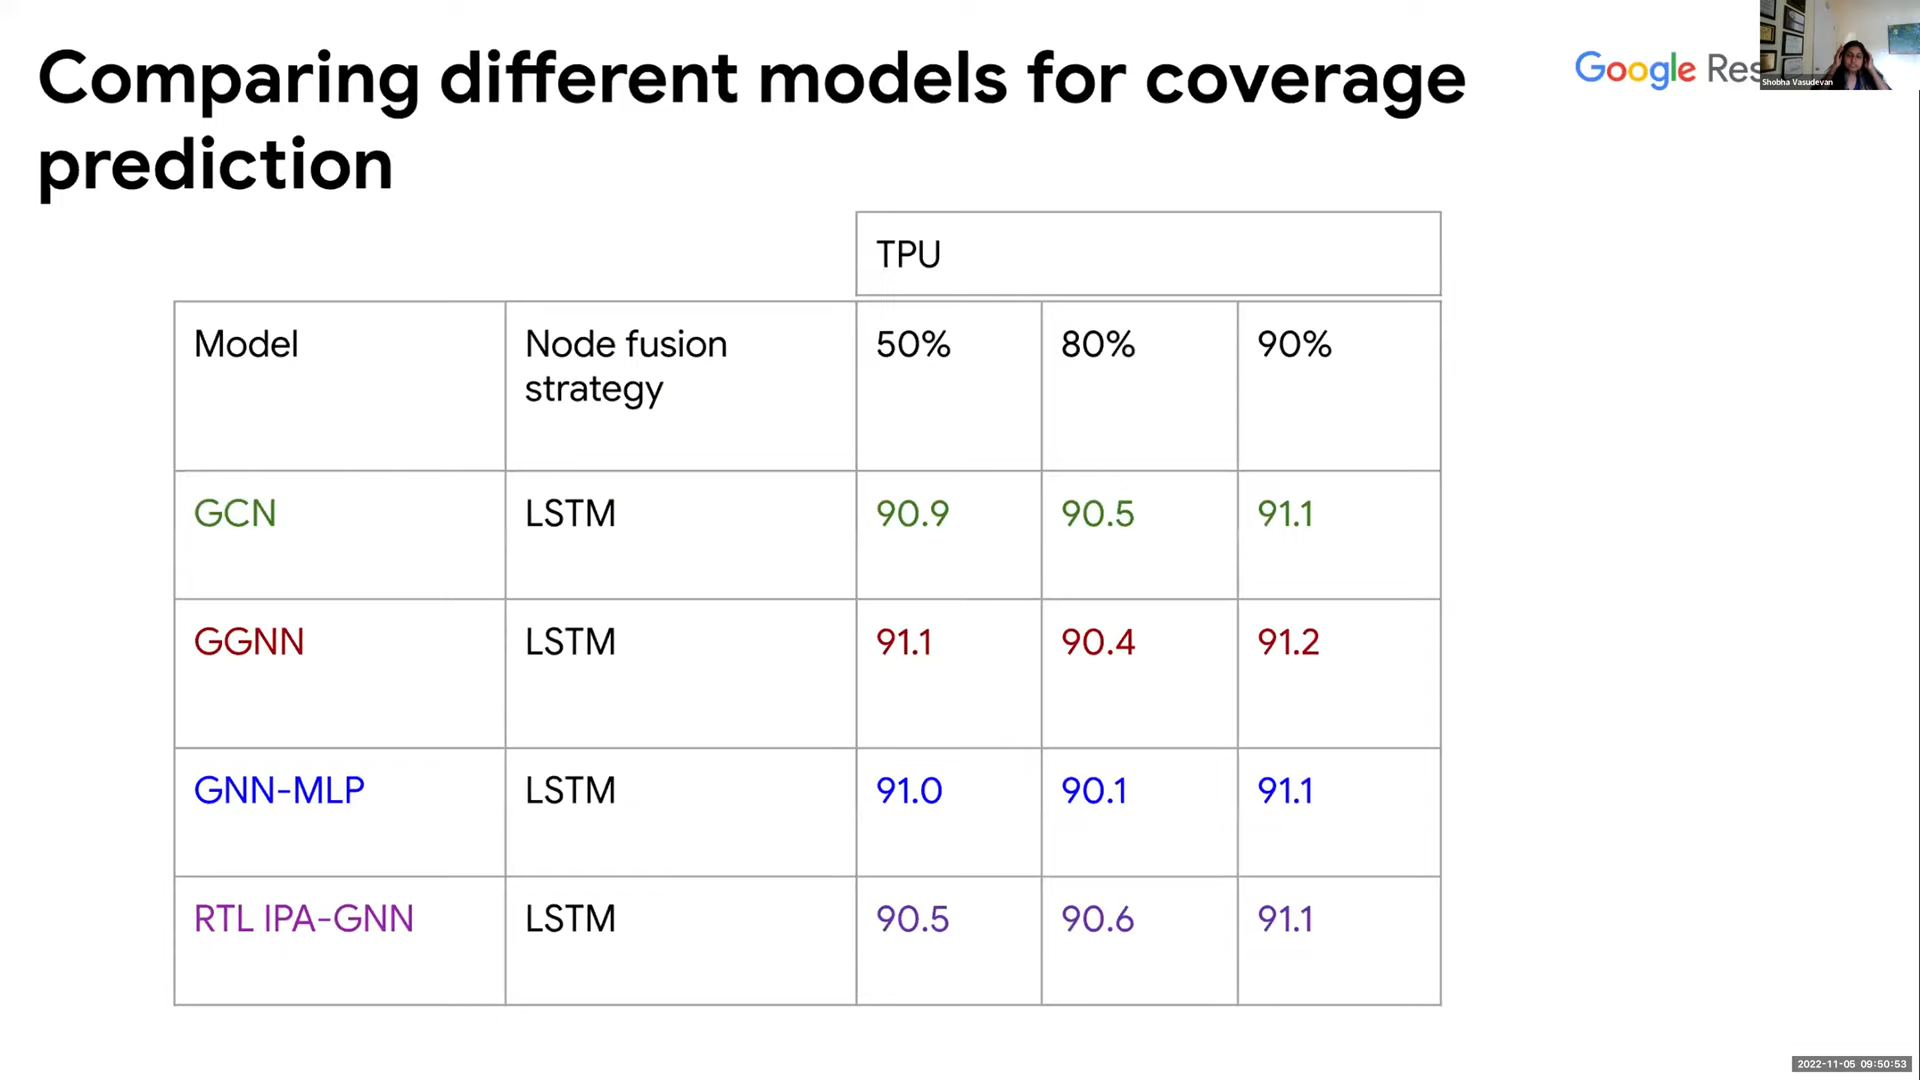 Comparing different models for coverage
prediction
Google Res
Shobha Vasudevan
TPU
Model Node fusion strategy 50% 80% 90%
GCN LSTM 90.9 90.5 91.1
GGNN LSTM 91.1 90.4 91.2
GNN-MLP LSTM 91.0 90.1 91.1
RTL IPA-GNN LSTM 90.5 90.6 91.1
2022-11-05 09:50:53